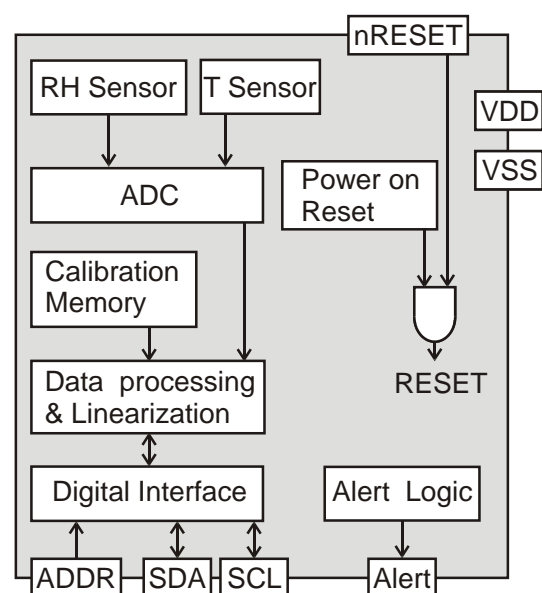 nRESET
RH Sensor
T Sensor
VDD
VSS
ADC
Power on
Reset
Calibration
Memory
Data processing
& Linearization
RESET
Digital Interface
Alert Logic
ADDR
SDA
SCL
Alert